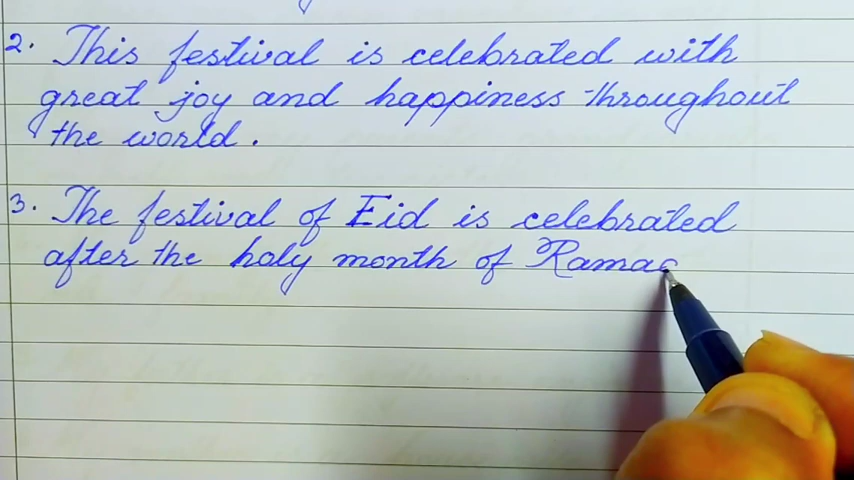 2. This festival is celebrated with
great joy and happiness throughout
the world.
3. The festival of Eid is celebrated
after the holy month of Ramad